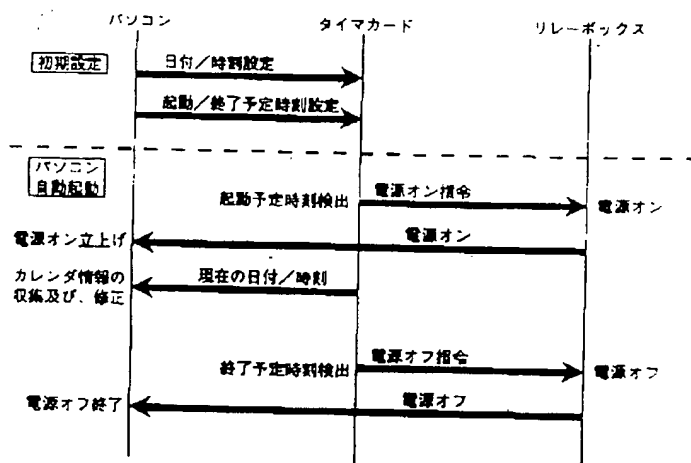 パソコン
タイマカード
リレーボックス
初期設定
日付／時刻設定
起動／終了予定時刻設定
パソコン
自動起動
起動予定時刻検出
電源オン指令
電源オン
電源オン立上げ
電源オン
カレンダ情報の
収集及び、修正
現在の日付／時刻
終了予定時刻検出
電源オフ指令
電源オフ
電源オフ終了
電源オフ